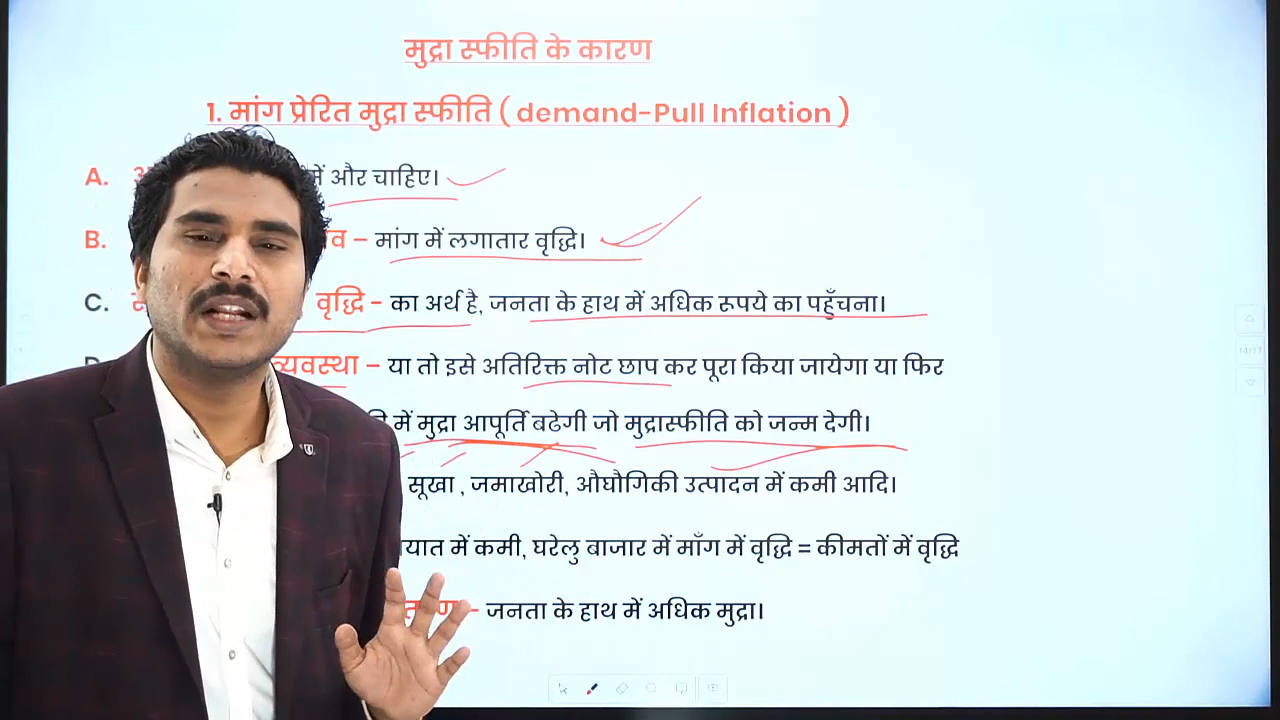 मुद्रा स्फीति के कारण
1. मांग प्रेरित मुद्रा स्फीति ( demand-Pull Inflation )
A. और चाहिए।
B. – मांग में लगातार वृद्धि।
C. वृद्धि - का अर्थ है, जनता के हाथ में अधिक रूपये का पहुँचना।
व्यवस्था – या तो इसे अतिरिक्त नोट छाप कर पूरा किया जायेगा या फिर
में मुद्रा आपूर्ति बढेगी जो मुद्रास्फीति को जन्म देगी।
सूखा , जमाखोरी, औघौगिकी उत्पादन में कमी आदि।
में कमी, घरेलु बाजार में माँग में वृद्धि = कीमतों में वृद्धि
- जनता के हाथ में अधिक मुद्रा।